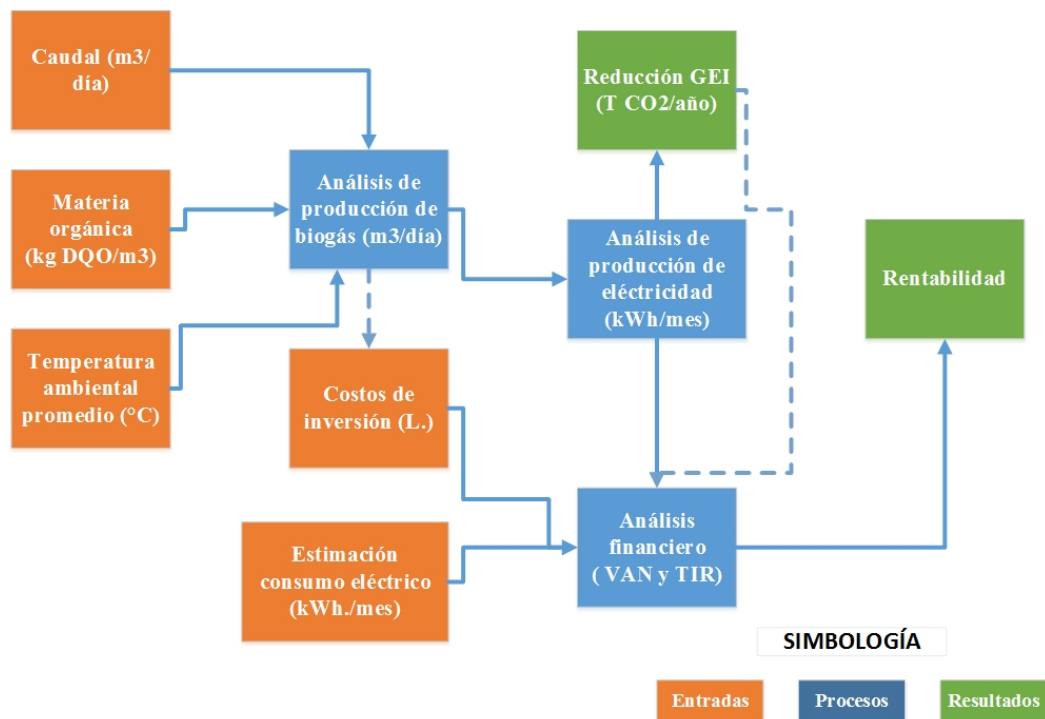 Caudal (m3/
día)
Reducción GEI
(T CO2/año)
Materia
orgánica
(kg DQO/m3)
Análisis de
producción de
biogás (m3/día)
Análisis de
producción de
eléctricidad
(kWh/mes)
Rentabilidad
Temperatura
ambiental
promedio (°C)
Costos de
inversión (L.)
Estimación
consumo eléctrico
(kWh./mes)
Análisis
financiero
( VAN y TIR)
SIMBOLOGÍA
Entradas
Procesos
Resultados